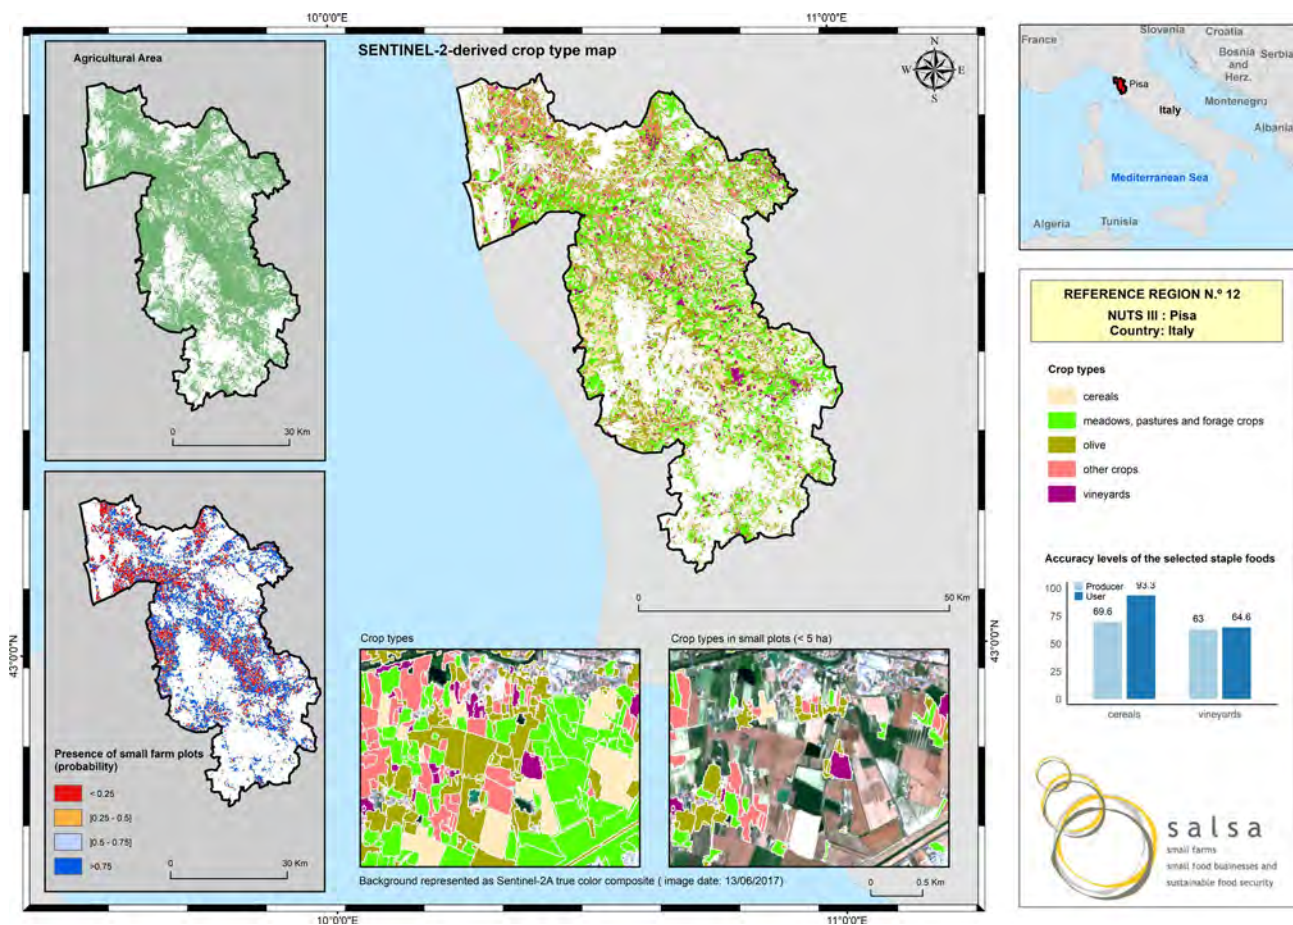 10°0'0"E
11°0'0"E
Agricultural Area
0
30 Km
SENTINEL-2-derived crop type map
N
W
E
S
0
50 Km
43°0'0"N
43°0'0"N
Presence of small farm plots
(probability)
< 0.25
]0.25 - 0.5]
]0.5 - 0.75]
>0.75
0
30 Km
Crop types
Crop types in small plots (< 5 ha)
Background represented as Sentinel-2A true color composite ( image date: 13/06/2017)
0
0.5 Km
10°0'0"E
11°0'0"E
France
Slovenia
Croatia
Bosnia
and
Herz.
Serbia
Pisa
Italy
Montenegro
Albania
Mediterranean Sea
Algeria
Tunisia
REFERENCE REGION N.º 12
NUTS III : Pisa
Country: Italy
Crop types
cereals
meadows, pastures and forage crops
olive
other crops
vineyards
Accuracy levels of the selected staple foods
100
75
50
25
0
Producer
User
69.6
93.3
63
64.6
cereals
vineyards
salsa
small farms
small food businesses and
sustainable food security